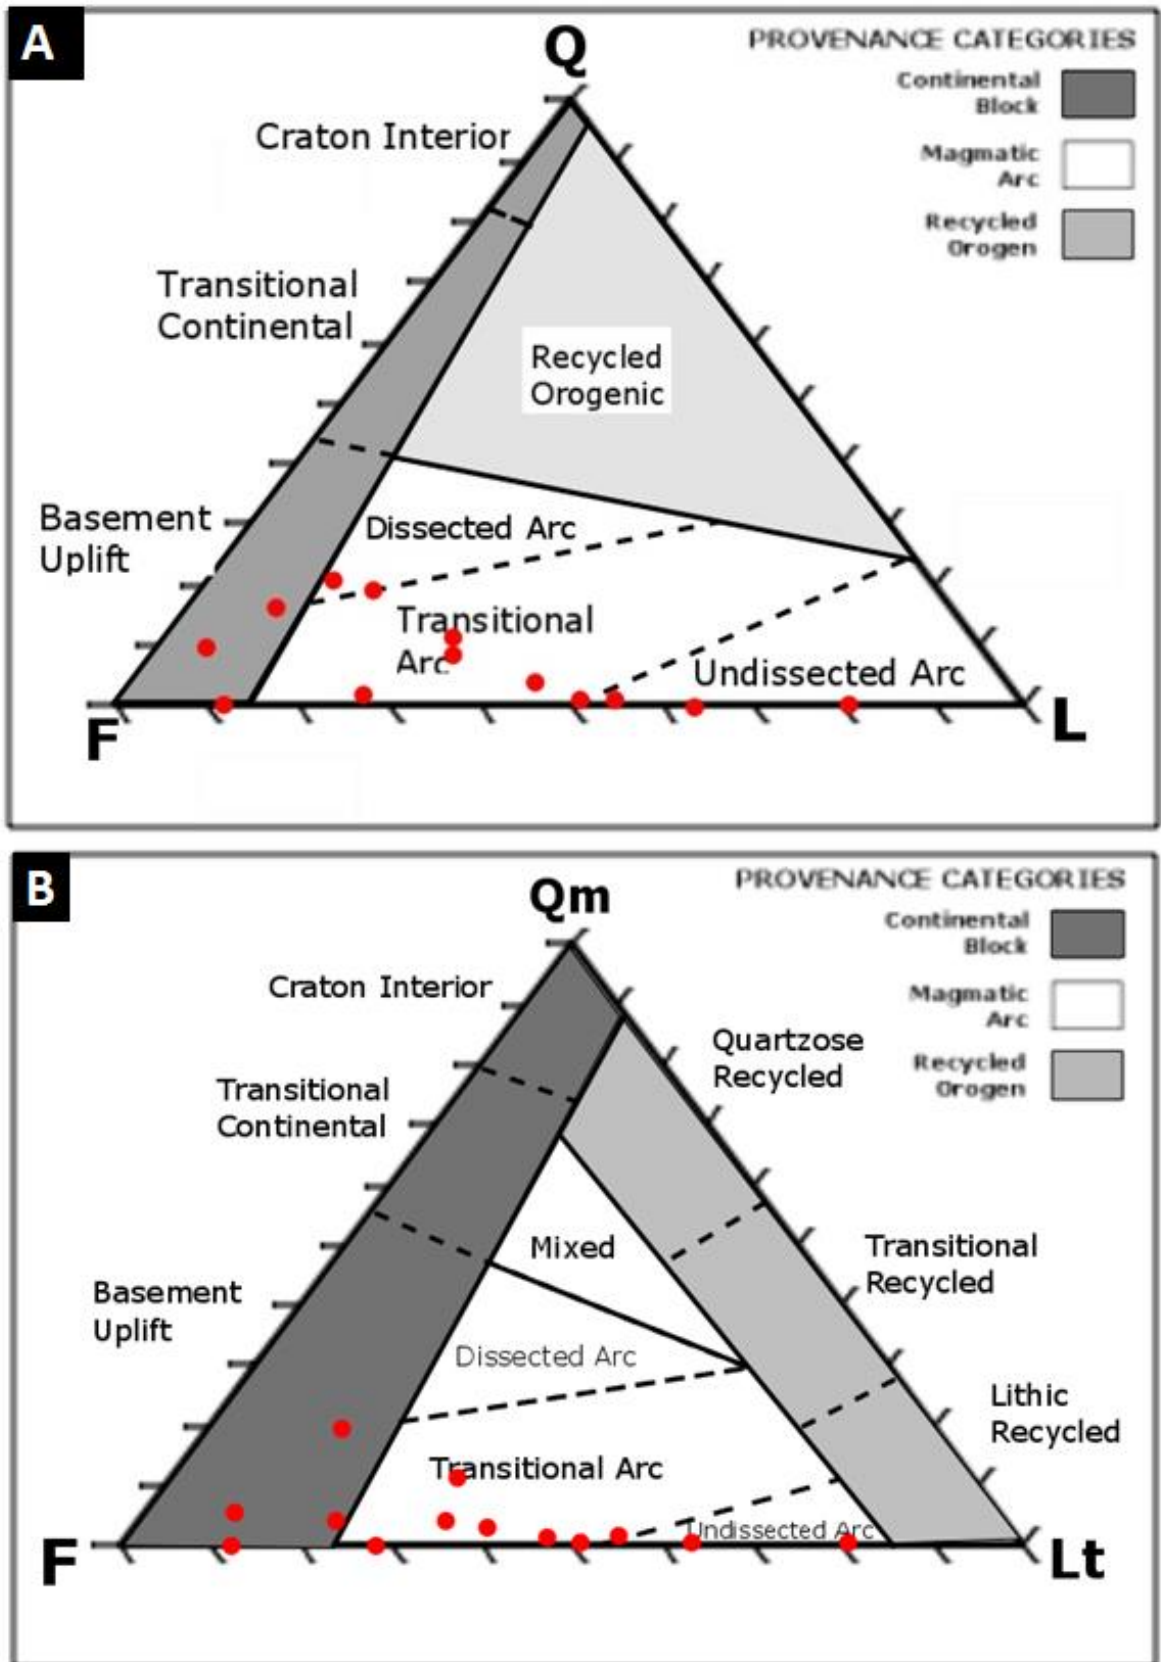 A
Q
PROVENANCE CATEGORIES
Continental
Block
Magmatic
Arc
Recycled
Orogen
Craton Interior
Transitional
Continental
Recycled
Orogenic
Basement
Uplift
Dissected Arc
Transitional
Arc
Undissected Arc
F
L
B
Qm
PROVENANCE CATEGORIES
Continental
Block
Magmatic
Arc
Recycled
Orogen
Craton Interior
Quartzose
Recycled
Transitional
Continental
Mixed
Transitional
Recycled
Basement
Uplift
Dissected Arc
Lithic
Recycled
Transitional Arc
Undissected Arc
F
Lt